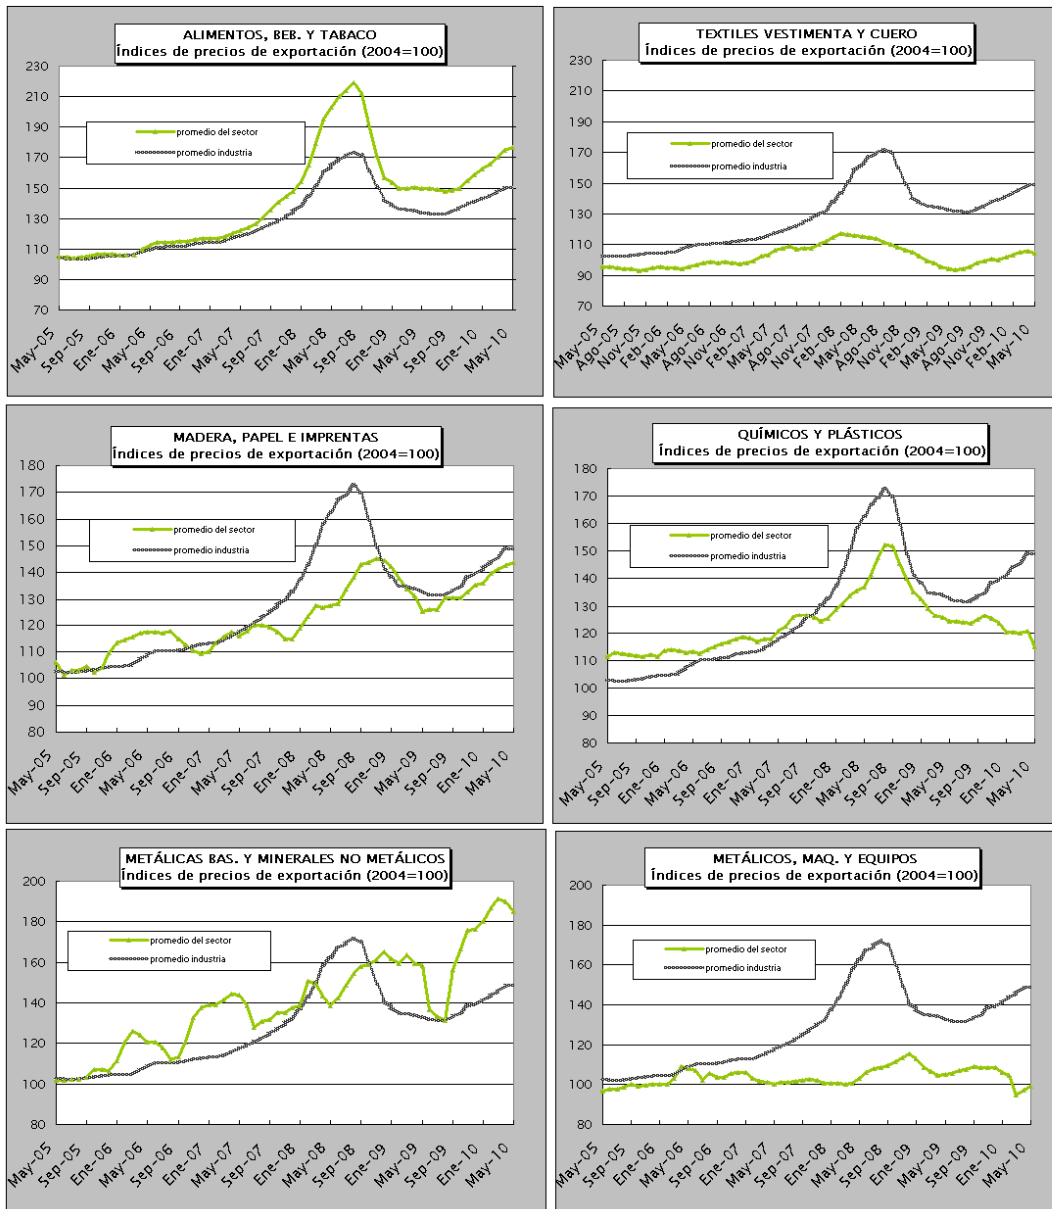 ALIMENTOS, BEB. Y TABACO
Índices de precios de exportación (2004=100)
230
210
190
170
150
130
110
90
70
promedio del sector
promedio industria
May-05
Sep-05
Ene-06
May-06
Sep-06
Ene-07
May-07
Sep-07
Ene-08
May-08
Sep-08
Ene-09
May-09
Sep-09
Ene-10
May-10
TEXTILES VESTIMENTA Y CUERO
Índices de precios de exportación (2004=100)
230
210
190
170
150
130
110
90
70
promedio del sector
promedio industria
May-05
Ago-05
Nov-05
Feb-06
May-06
Ago-06
Nov-06
Feb-07
May-07
Ago-07
Nov-07
Feb-08
May-08
Ago-08
Nov-08
Feb-09
May-09
Ago-09
Nov-09
Feb-10
May-10
MADERA, PAPEL E IMPRENTAS
Índices de precios de exportación (2004=100)
180
170
160
150
140
130
120
110
100
90
80
promedio del sector
promedio industria
May-05
Sep-05
Ene-06
May-06
Sep-06
Ene-07
May-07
Sep-07
Ene-08
May-08
Sep-08
Ene-09
May-09
Sep-09
Ene-10
May-10
QUÍMICOS Y PLÁSTICOS
Índices de precios de exportación (2004=100)
180
170
160
150
140
130
120
110
100
90
80
promedio del sector
promedio industria
May-05
Sep-05
Ene-06
May-06
Sep-06
Ene-07
May-07
Sep-07
Ene-08
May-08
Sep-08
Ene-09
May-09
Sep-09
Ene-10
May-10
METÁLICAS BAS. Y MINERALES NO METÁLICOS
Índices de precios de exportación (2004=100)
200
180
160
140
120
100
80
promedio del sector
promedio industria
May-05
Sep-05
Ene-06
May-06
Sep-06
Ene-07
May-07
Sep-07
Ene-08
May-08
Sep-08
Ene-09
May-09
Sep-09
Ene-10
May-10
METÁLICOS, MAQ. Y EQUIPOS
Índices de precios de exportación (2004=100)
200
180
160
140
120
100
80
promedio del sector
promedio industria
May-05
Sep-05
Ene-06
May-06
Sep-06
Ene-07
May-07
Sep-07
Ene-08
May-08
Sep-08
Ene-09
May-09
Sep-09
Ene-10
May-10